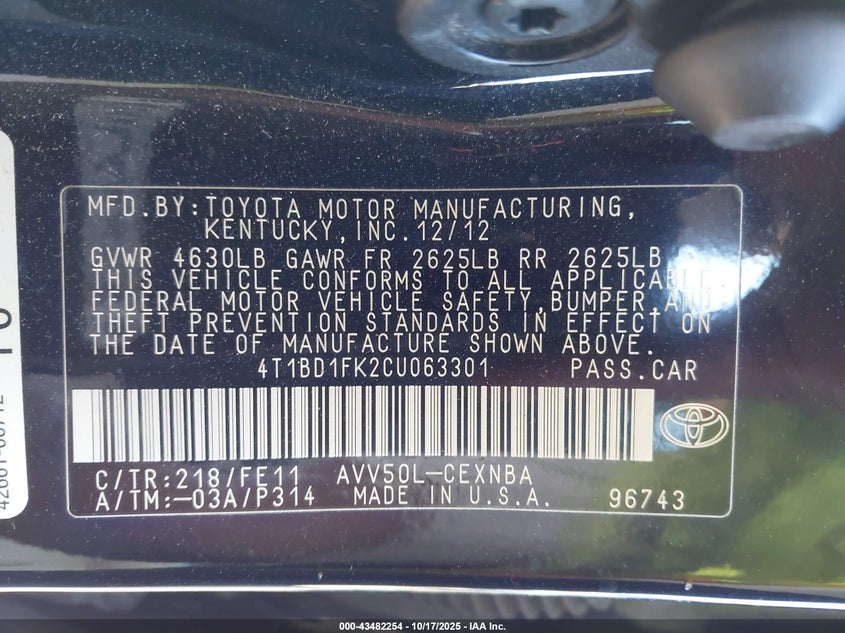 MFD.BY:TOYOTA MOTOR MANUFACTURING,
KENTUCKY,INC.12/12
GVWR 4630LB GAWR FR 2625LB RR 2625LB
THIS VEHICLE CONFORMS TO ALL APPLICABLE
FEDERAL MOTOR VEHICLE SAFETY,BUMPER,AND
THEFT PREVENTION STANDARDS IN EFFECT ON
THE DATE OF MANUFACTURE SHOWN ABOVE.
4T1BD1FK2CU063301 PASS.CAR
C/TR:218/FE11 AVV50L-CEXNBA
A/TM:-03A/P314 MADE IN U.S.A. 96743
000-43482254 - 10/17/2025 - IAA Inc.